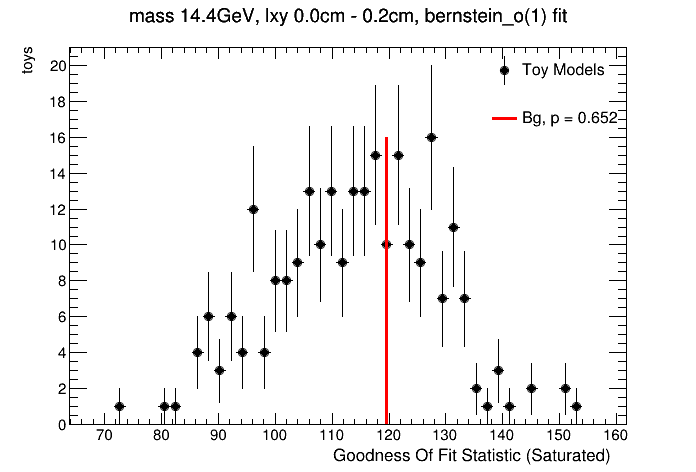 mass 14.4GeV, lxy 0.0cm - 0.2cm, bernstein_o(1) fit
toys
Toy Models
Bg, p = 0.652
20
18
16
14
12
10
8
6
4
2
0
70 80 90 100 110 120 130 140 150 160
Goodness Of Fit Statistic (Saturated)